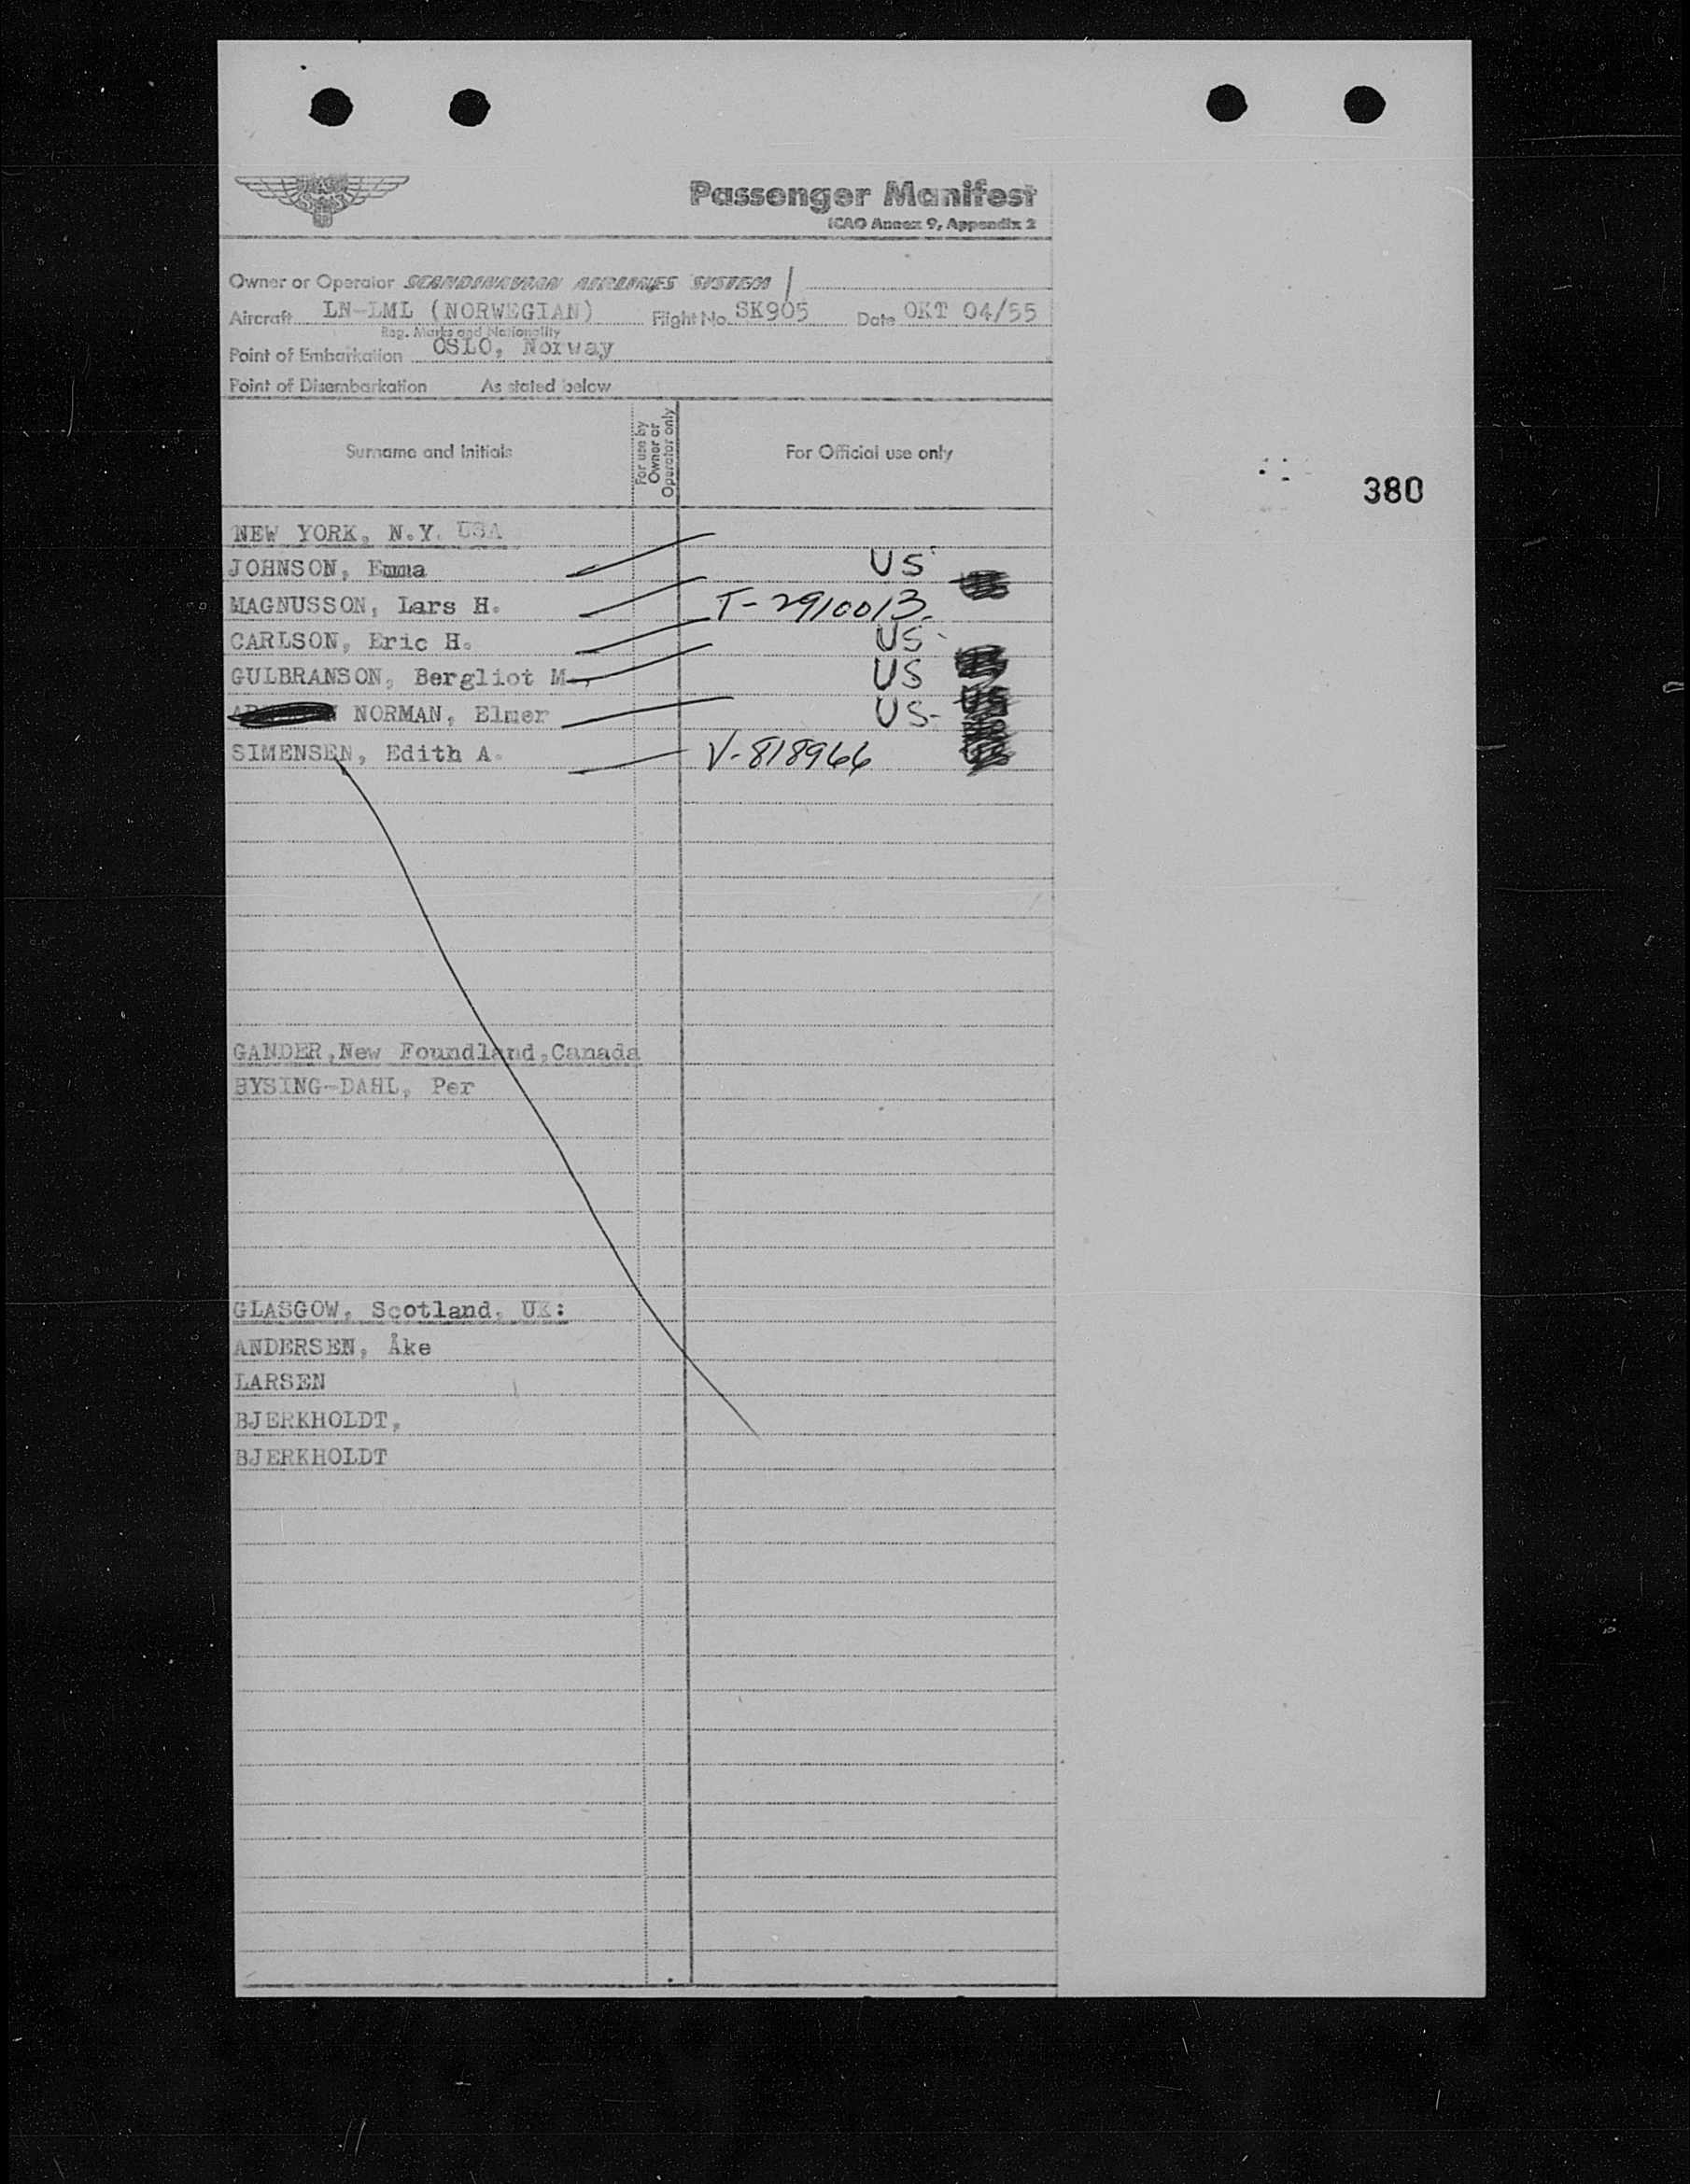 Passenger Manifest
ICAO Annex 9, Appendix 2
Owner or Operator SCANDINAVIAN AIRLINES SYSTEM
Aircraft LN-LML (NORWEGIAN) Flight No. SK905 Date OKT 04/55
Reg. Marks and Nationality
Point of Embarkation OSLO, Norway
Point of Disembarkation As stated below
Surname and Initials For use by Owner or Operator only For Official use only
380
NEW YORK, N.Y. USA
JOHNSON, Emma US
MAGNUSSON, Lars H. T-2910013.
CARLSON, Eric H. US
GULBRANSON, Bergliot M., US
NORMAN, Elmer US- US
SIMENSEN, Edith A. V-818966
GANDER,New Foundland,Canada
BYSING-DAHL, Per
GLASGOW, Scotland, UK:
ANDERSEN, Åke
LARSEN
BJERKHOLDT,
BJERKHOLDT